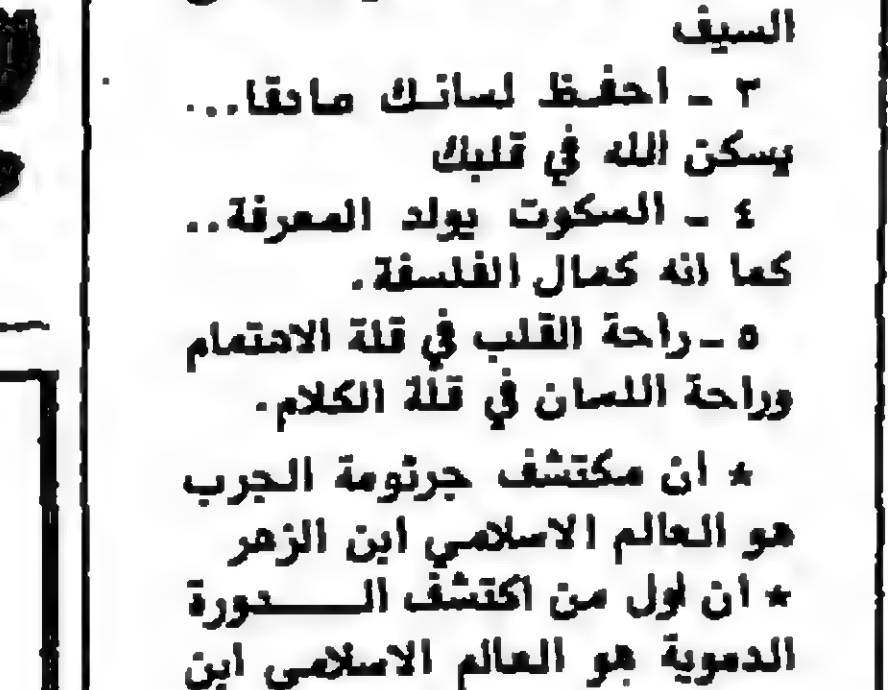 السيف
٣ ـ احفظ لسانك صادقا...
يسكن الله في قلبك
٤ ـ السكوت يولد المعرفة..
كما انه كمال الفلسفة.
٥ ـ راحة القلب في قلة الاهتمام
وراحة اللسان في قلة الكلام.
* ان مكتشف جرثومة الجرب
هو العالم الاسلامي ابن الزهر
* ان اول من اكتشف الـــدورة
الدموية هو العالم الاسلامي ابن